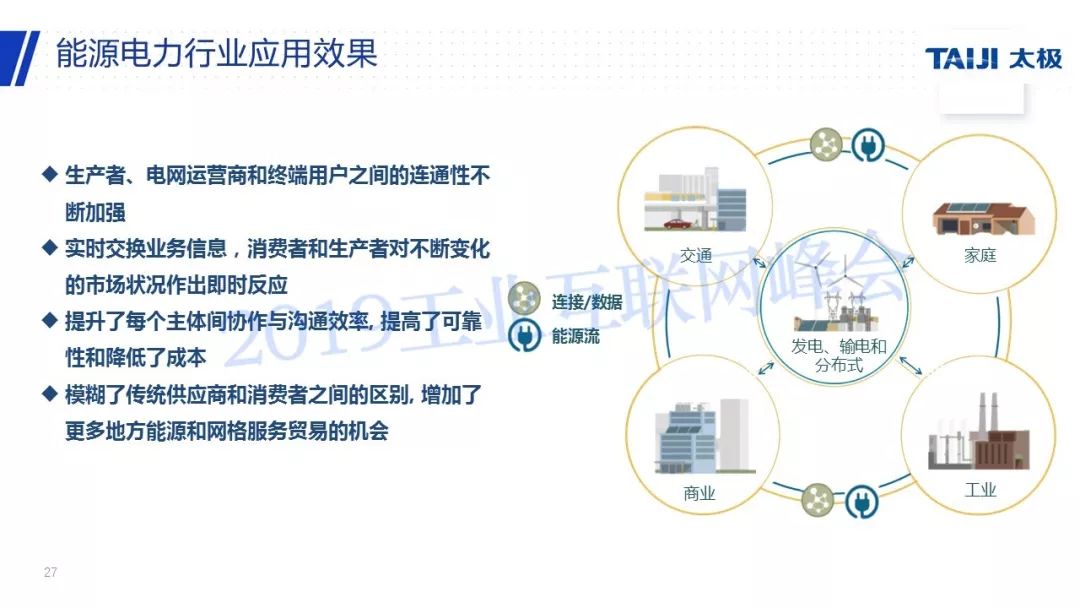 能源电力行业应用效果
TAIJI 太极
生产者、电网运营商和终端用户之间的连通性不
断加强
实时交换业务信息，消费者和生产者对不断变化
的市场状况作出即时反应
提升了每个主体间协作与沟通效率, 提高了可靠
性和降低了成本
模糊了传统供应商和消费者之间的区别, 增加了
更多地方能源和网格服务贸易的机会
连接/数据
能源流
交通
家庭
发电、输电和
分布式
商业
工业
2019工业互联网峰会
27